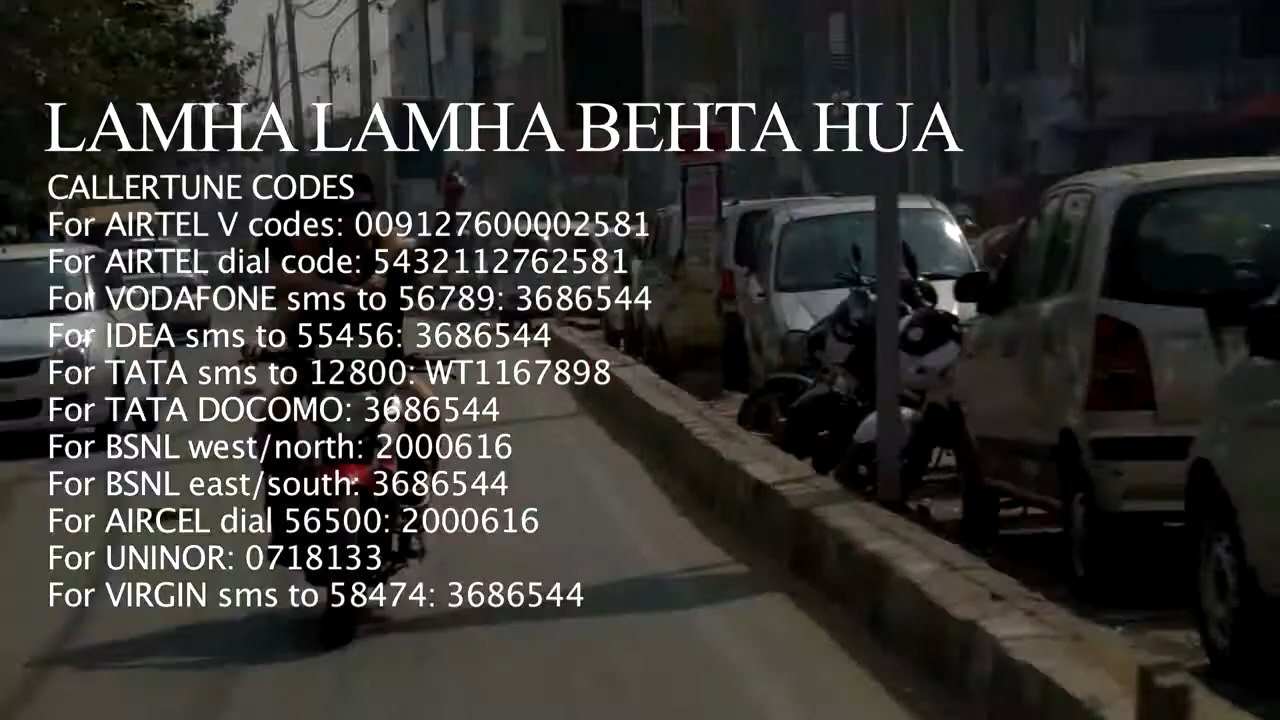 LAMHA LAMHA BEHTA HUA
CALLERTUNE CODES
For AIRTEL V codes: 009127600002581
For AIRTEL dial code: 5432112762581
For VODAFONE sms to 56789: 3686544
For IDEA sms to 55456: 3686544
For TATA sms to 12800: WT1167898
For TATA DOCOMO: 3686544
For BSNL west/north: 2000616
For BSNL east/south: 3686544
For AIRCEL dial 56500: 2000616
For UNINOR: 0718133
For VIRGIN sms to 58474: 3686544